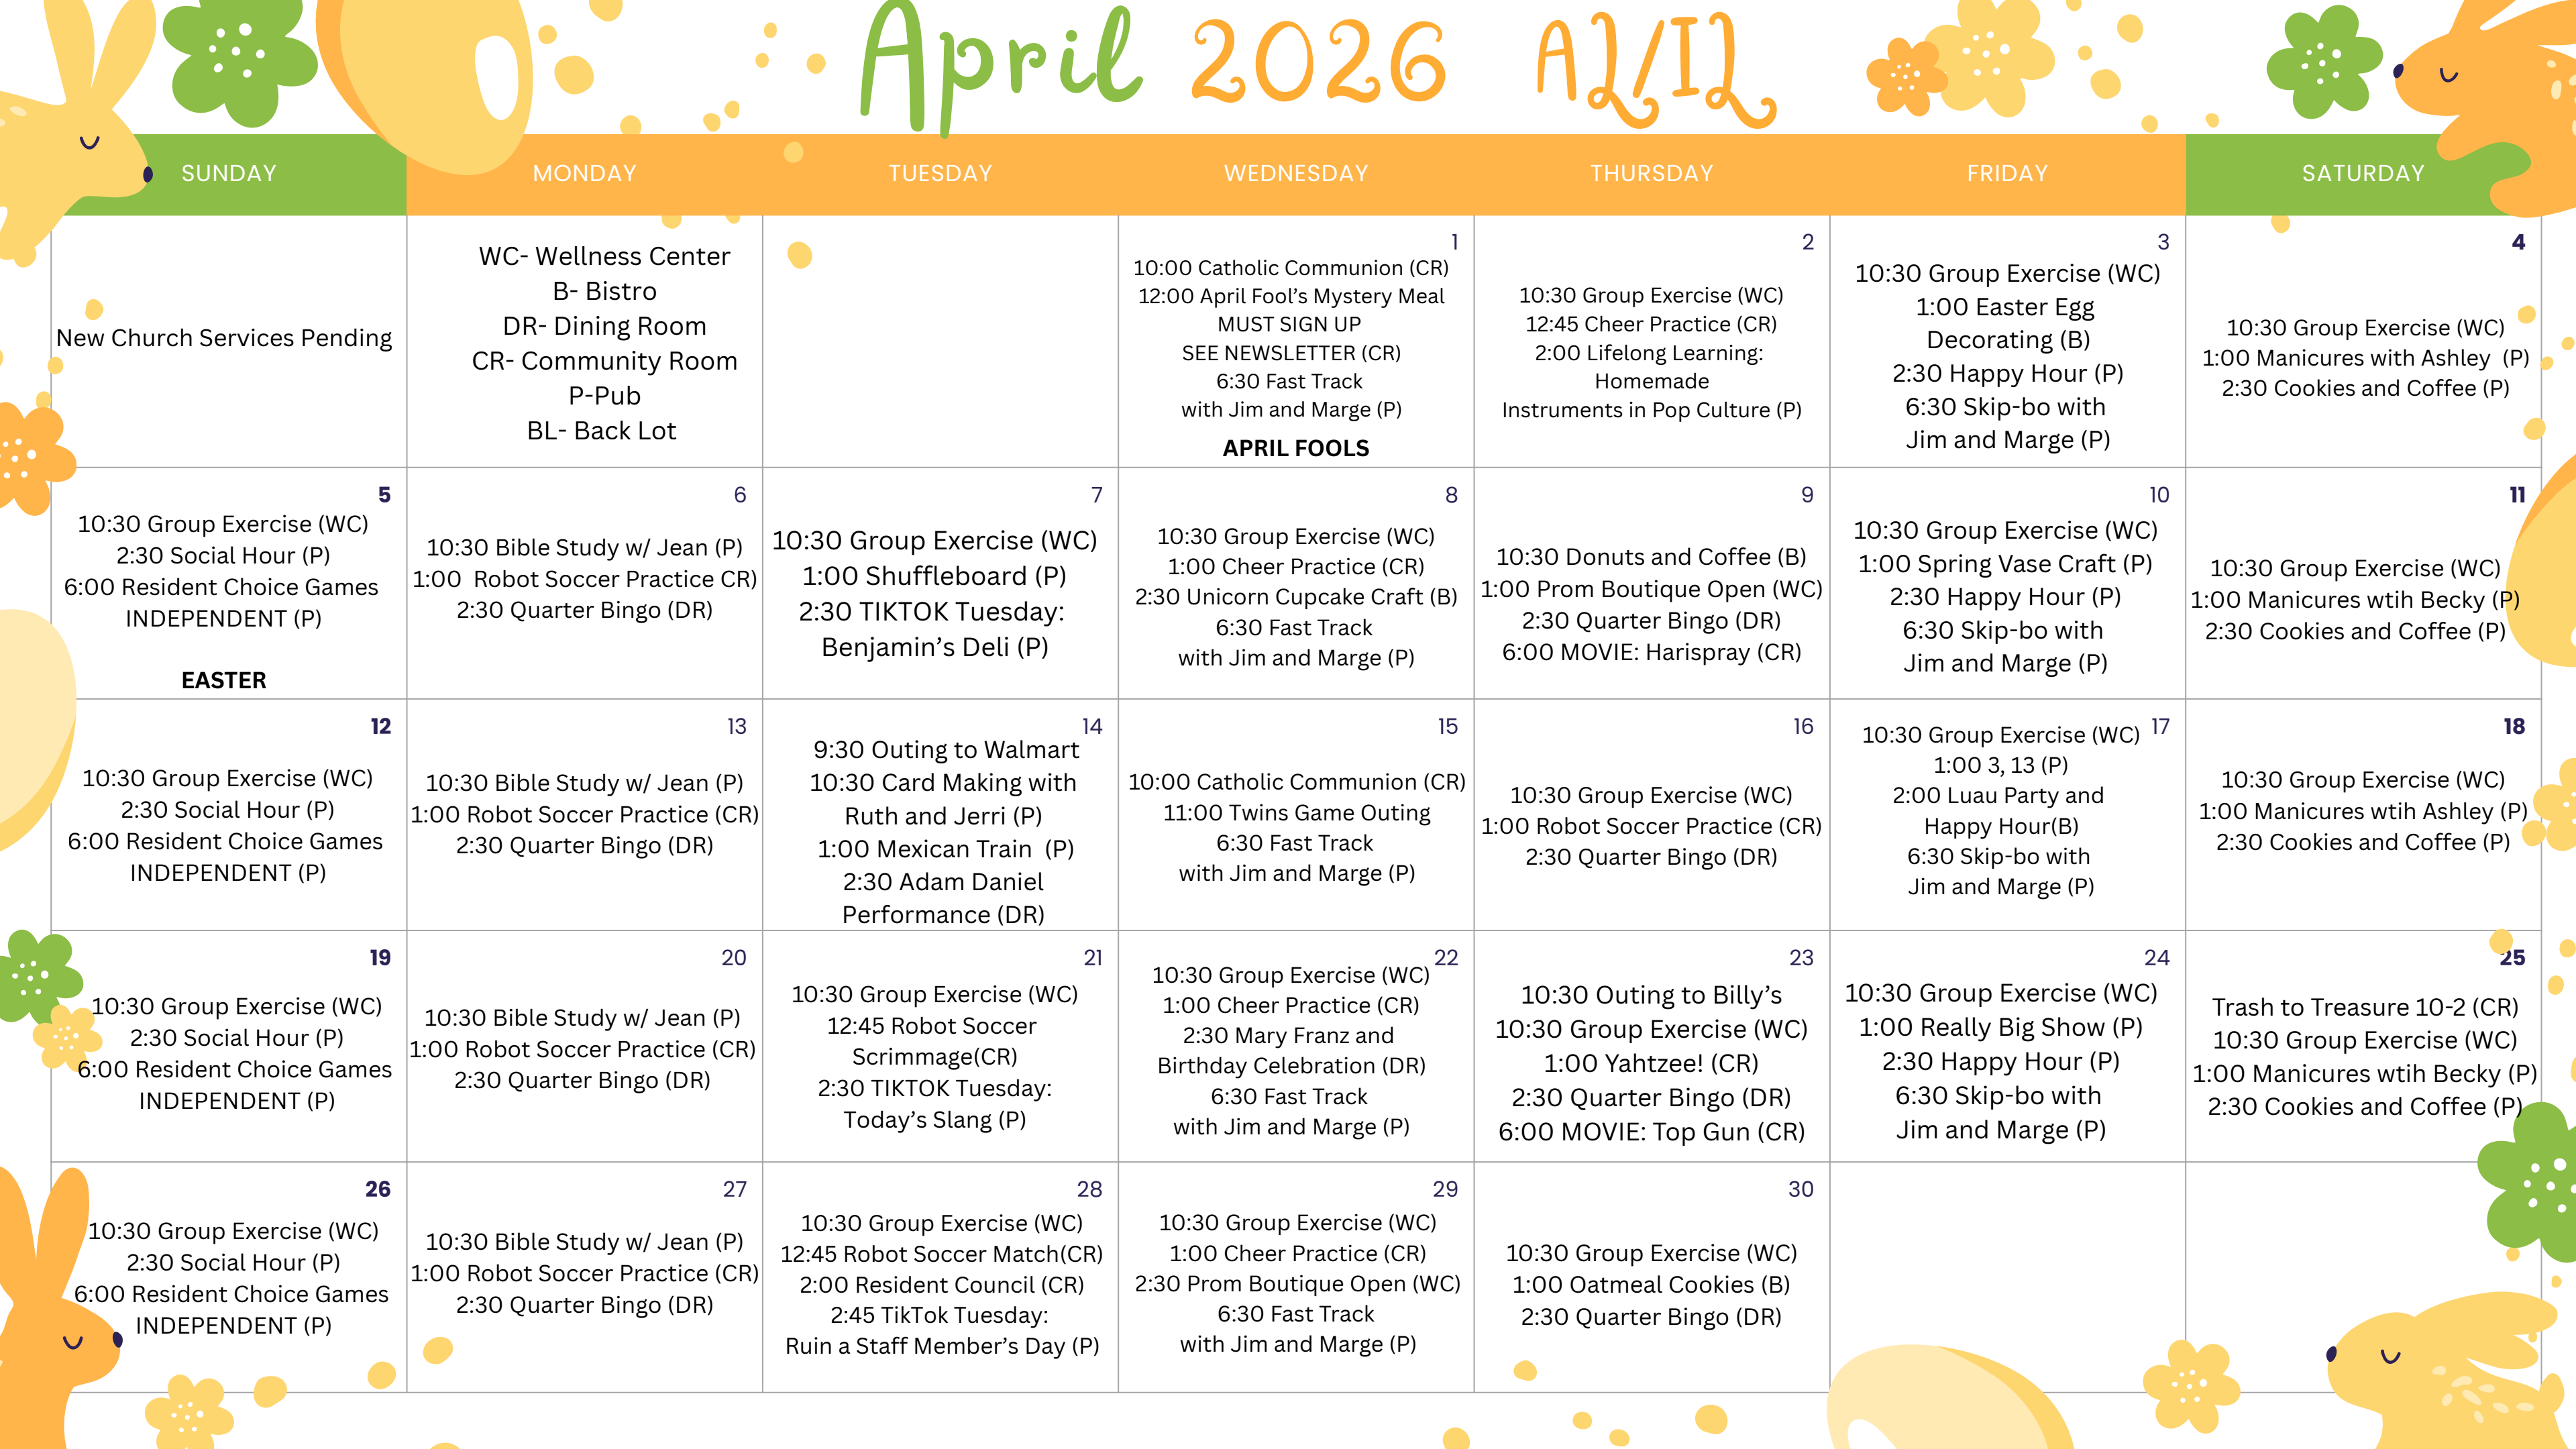 April 2026 AL/IL
SUNDAY MONDAY TUESDAY WEDNESDAY THURSDAY FRIDAY SATURDAY
New Church Services Pending
WC- Wellness Center
B- Bistro
DR- Dining Room
CR- Community Room
P-Pub
BL- Back Lot
1
10:00 Catholic Communion (CR)
12:00 April Fool's Mystery Meal
MUST SIGN UP
SEE NEWSLETTER (CR)
6:30 Fast Track
with Jim and Marge (P)
APRIL FOOLS
2
10:30 Group Exercise (WC)
12:45 Cheer Practice (CR)
2:00 Lifelong Learning:
Homemade
Instruments in Pop Culture (P)
3
10:30 Group Exercise (WC)
1:00 Easter Egg
Decorating (B)
2:30 Happy Hour (P)
6:30 Skip-bo with
Jim and Marge (P)
4
10:30 Group Exercise (WC)
1:00 Manicures with Ashley (P)
2:30 Cookies and Coffee (P)
5
10:30 Group Exercise (WC)
2:30 Social Hour (P)
6:00 Resident Choice Games
INDEPENDENT (P)
EASTER
6
10:30 Bible Study w/ Jean (P)
1:00 Robot Soccer Practice CR)
2:30 Quarter Bingo (DR)
7
10:30 Group Exercise (WC)
1:00 Shuffleboard (P)
2:30 TIKTOK Tuesday:
Benjamin's Deli (P)
8
10:30 Group Exercise (WC)
1:00 Cheer Practice (CR)
2:30 Unicorn Cupcake Craft (B)
6:30 Fast Track
with Jim and Marge (P)
9
10:30 Donuts and Coffee (B)
1:00 Prom Boutique Open (WC)
2:30 Quarter Bingo (DR)
6:00 MOVIE: Harispray (CR)
10
10:30 Group Exercise (WC)
1:00 Spring Vase Craft (P)
2:30 Happy Hour (P)
6:30 Skip-bo with
Jim and Marge (P)
11
10:30 Group Exercise (WC)
1:00 Manicures wtih Becky (P)
2:30 Cookies and Coffee (P)
12
10:30 Group Exercise (WC)
2:30 Social Hour (P)
6:00 Resident Choice Games
INDEPENDENT (P)
13
10:30 Bible Study w/ Jean (P)
1:00 Robot Soccer Practice (CR)
2:30 Quarter Bingo (DR)
14
9:30 Outing to Walmart
10:30 Card Making with
Ruth and Jerri (P)
1:00 Mexican Train (P)
2:30 Adam Daniel
Performance (DR)
15
10:00 Catholic Communion (CR)
11:00 Twins Game Outing
6:30 Fast Track
with Jim and Marge (P)
16
10:30 Group Exercise (WC)
1:00 Robot Soccer Practice (CR)
2:30 Quarter Bingo (DR)
17
10:30 Group Exercise (WC)
1:00 3, 13 (P)
2:00 Luau Party and
Happy Hour(B)
6:30 Skip-bo with
Jim and Marge (P)
18
10:30 Group Exercise (WC)
1:00 Manicures wtih Ashley (P)
2:30 Cookies and Coffee (P)
19
10:30 Group Exercise (WC)
2:30 Social Hour (P)
6:00 Resident Choice Games
INDEPENDENT (P)
20
10:30 Bible Study w/ Jean (P)
1:00 Robot Soccer Practice (CR)
2:30 Quarter Bingo (DR)
21
10:30 Group Exercise (WC)
12:45 Robot Soccer
Scrimmage(CR)
2:30 TIKTOK Tuesday:
Today's Slang (P)
22
10:30 Group Exercise (WC)
1:00 Cheer Practice (CR)
2:30 Mary Franz and
Birthday Celebration (DR)
6:30 Fast Track
with Jim and Marge (P)
23
10:30 Outing to Billy's
10:30 Group Exercise (WC)
1:00 Yahtzee! (CR)
2:30 Quarter Bingo (DR)
6:00 MOVIE: Top Gun (CR)
24
10:30 Group Exercise (WC)
1:00 Really Big Show (P)
2:30 Happy Hour (P)
6:30 Skip-bo with
Jim and Marge (P)
25
Trash to Treasure 10-2 (CR)
10:30 Group Exercise (WC)
1:00 Manicures wtih Becky (P)
2:30 Cookies and Coffee (P)
26
10:30 Group Exercise (WC)
2:30 Social Hour (P)
6:00 Resident Choice Games
INDEPENDENT (P)
27
10:30 Bible Study w/ Jean (P)
1:00 Robot Soccer Practice (CR)
2:30 Quarter Bingo (DR)
28
10:30 Group Exercise (WC)
12:45 Robot Soccer Match(CR)
2:00 Resident Council (CR)
2:45 TikTok Tuesday:
Ruin a Staff Member's Day (P)
29
10:30 Group Exercise (WC)
1:00 Cheer Practice (CR)
2:30 Prom Boutique Open (WC)
6:30 Fast Track
with Jim and Marge (P)
30
10:30 Group Exercise (WC)
1:00 Oatmeal Cookies (B)
2:30 Quarter Bingo (DR)